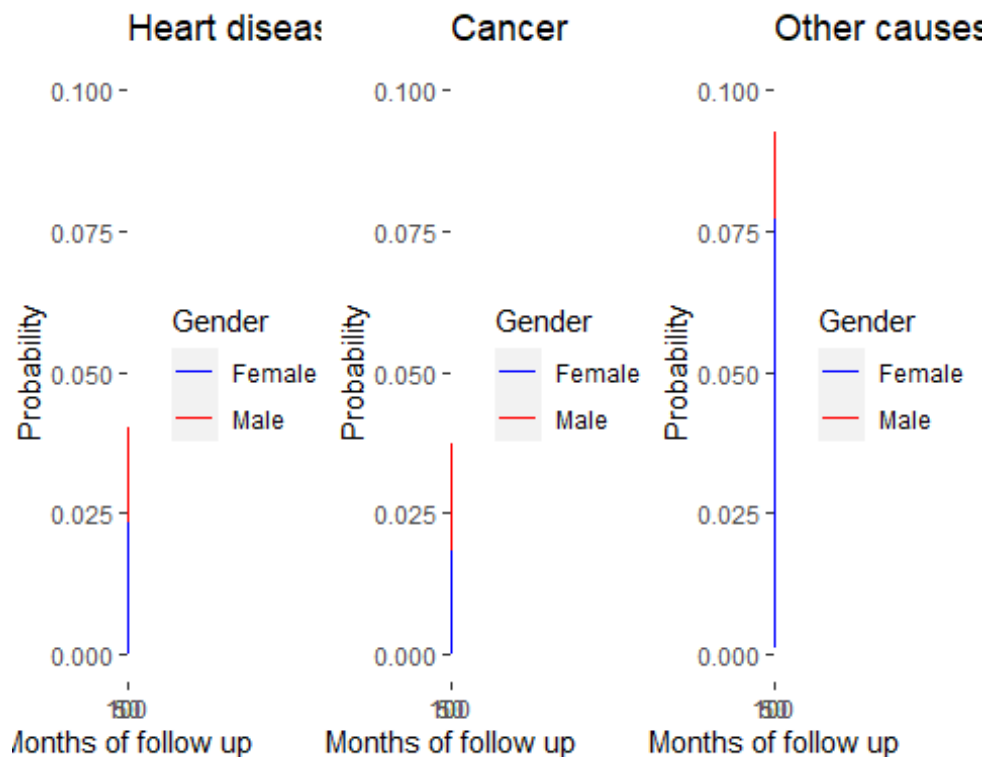 Heart diseas
0.100
0.075
0.050
0.025
0.000
Probability
Gender
Female
Male
Months of follow up
Cancer
0.100
0.075
0.050
0.025
0.000
Probability
Gender
Female
Male
Months of follow up
Other causes
0.100
0.075
0.050
0.025
0.000
Probability
Gender
Female
Male
Months of follow up